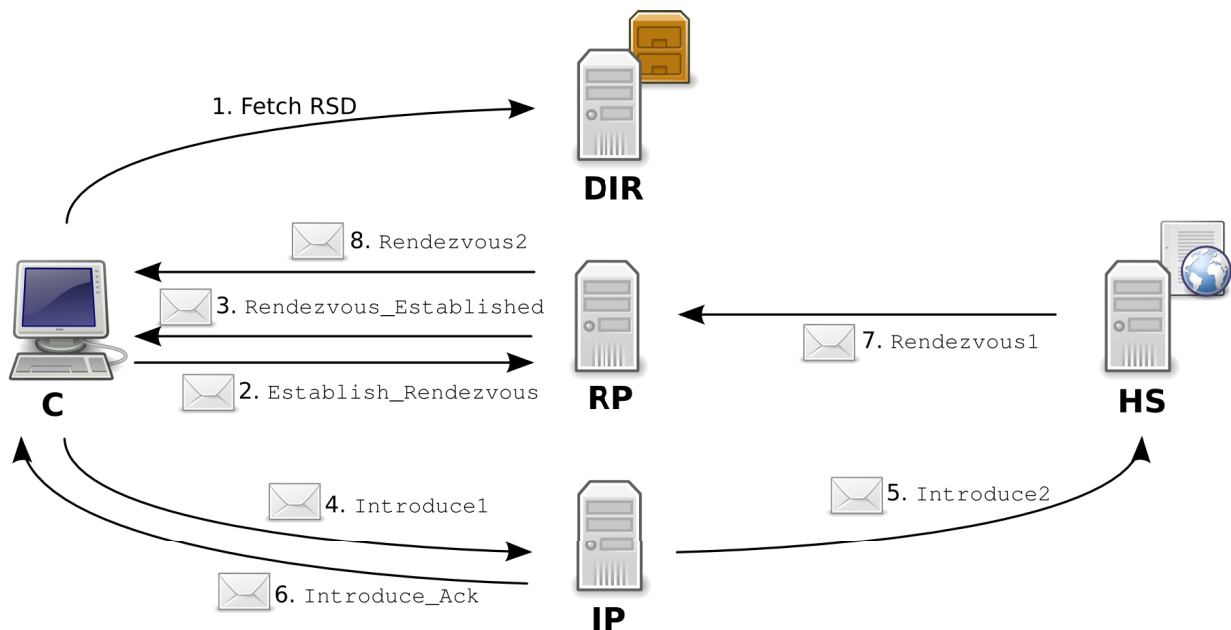 1. Fetch RSD
DIR
8. Rendezvous2
3. Rendezvous_Established
7. Rendezvous1
2. Establish_Rendezvous
C
RP
HS
4. Introduce1
5. Introduce2
6. Introduce_Ack
IP